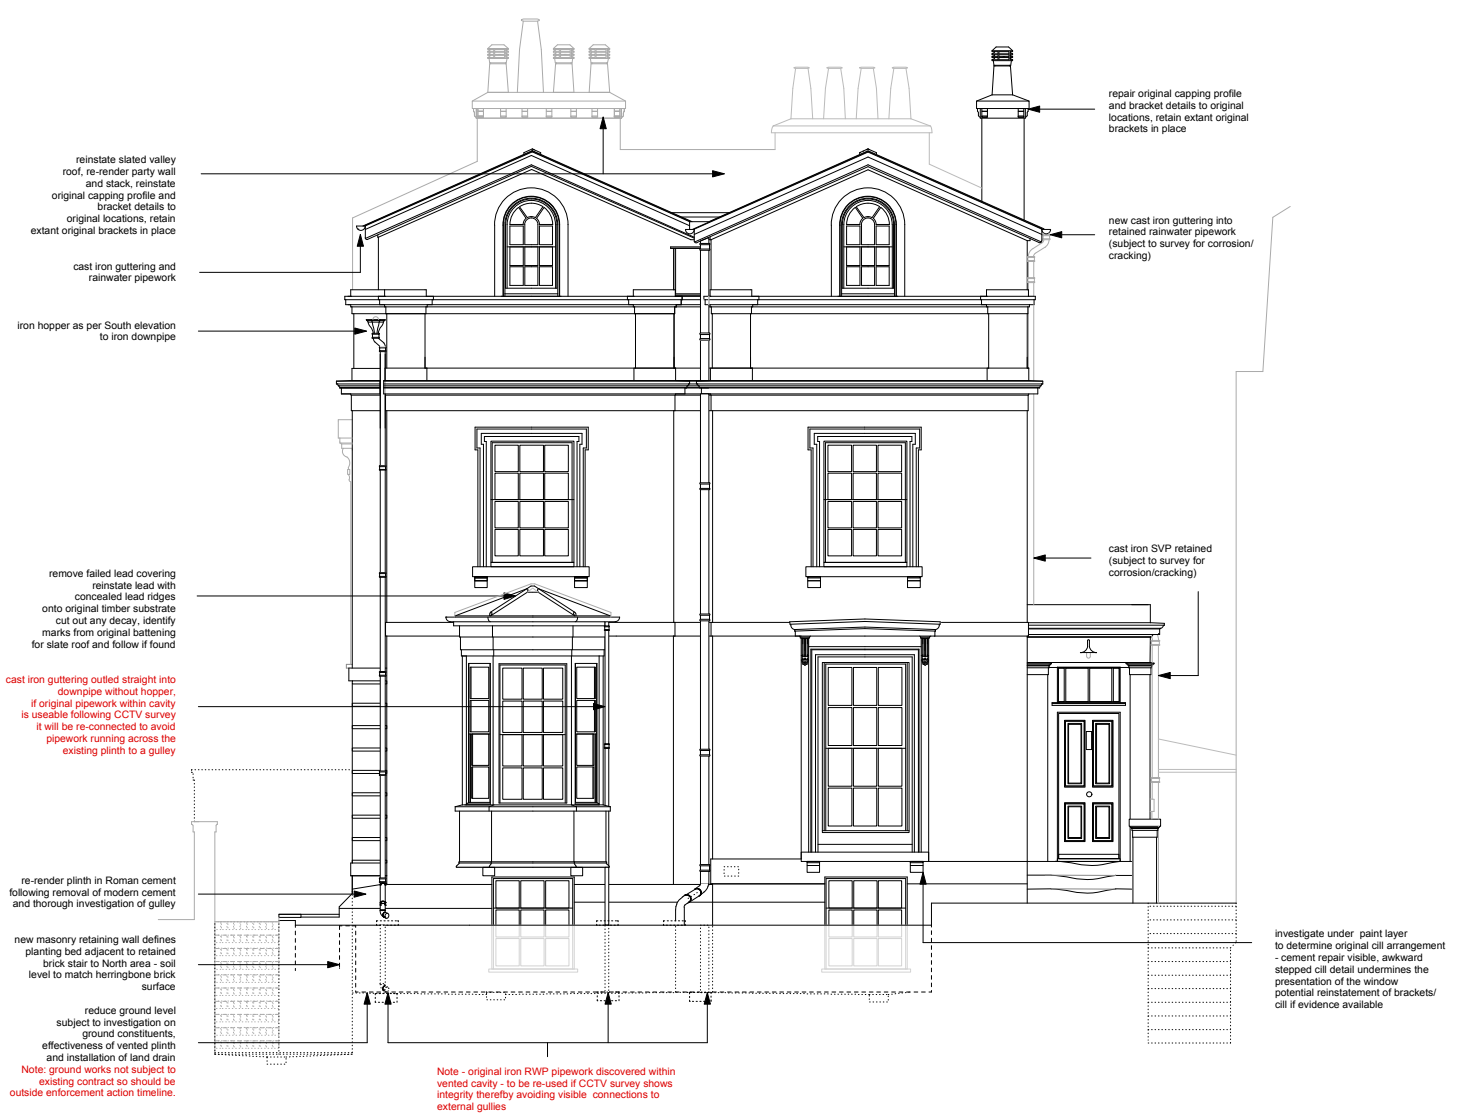 reinstate slated valley
roof, re-render party wall
and stack, reinstate
original capping profile and
bracket details to
original locations, retain
extant original brackets in place
cast iron guttering and
rainwater pipework
iron hopper as per South elevation
to iron downpipe
remove failed lead covering
reinstate lead with
concealed lead ridges
onto original timber substrate
cut out any decay, identify
marks from original battening
for slate roof and follow if found
cast iron guttering outled straight into
downpipe without hopper,
if original pipework within cavity
is useable following CCTV survey
it will be re-connected to avoid
pipework running across the
existing plinth to a gulley
re-render plinth in Roman cement
following removal of modern cement
and thorough investigation of gulley
new masonry retaining wall defines
planting bed adjacent to retained
brick stair to North area - soil
level to match herringbone brick
surface
reduce ground level
subject to investigation on
ground constituents,
effectiveness of vented plinth
and installation of land drain
Note: ground works not subject to
existing contract so should be
outside enforcement action timeline.
Note - original iron RWP pipework discovered within
vented cavity - to be re-used if CCTV survey shows
integrity therefby avoiding visible connections to
external gullies
repair original capping profile
and bracket details to original
locations, retain extant original
brackets in place
new cast iron guttering into
retained rainwater pipework
(subject to survey for corrosion/
cracking)
cast iron SVP retained
(subject to survey for
corrosion/cracking)
investigate under paint layer
to determine original cill arrangement
- cement repair visible, awkward
stepped cill detail undermines the
presentation of the window
potential reinstatement of brackets/
cill if evidence available